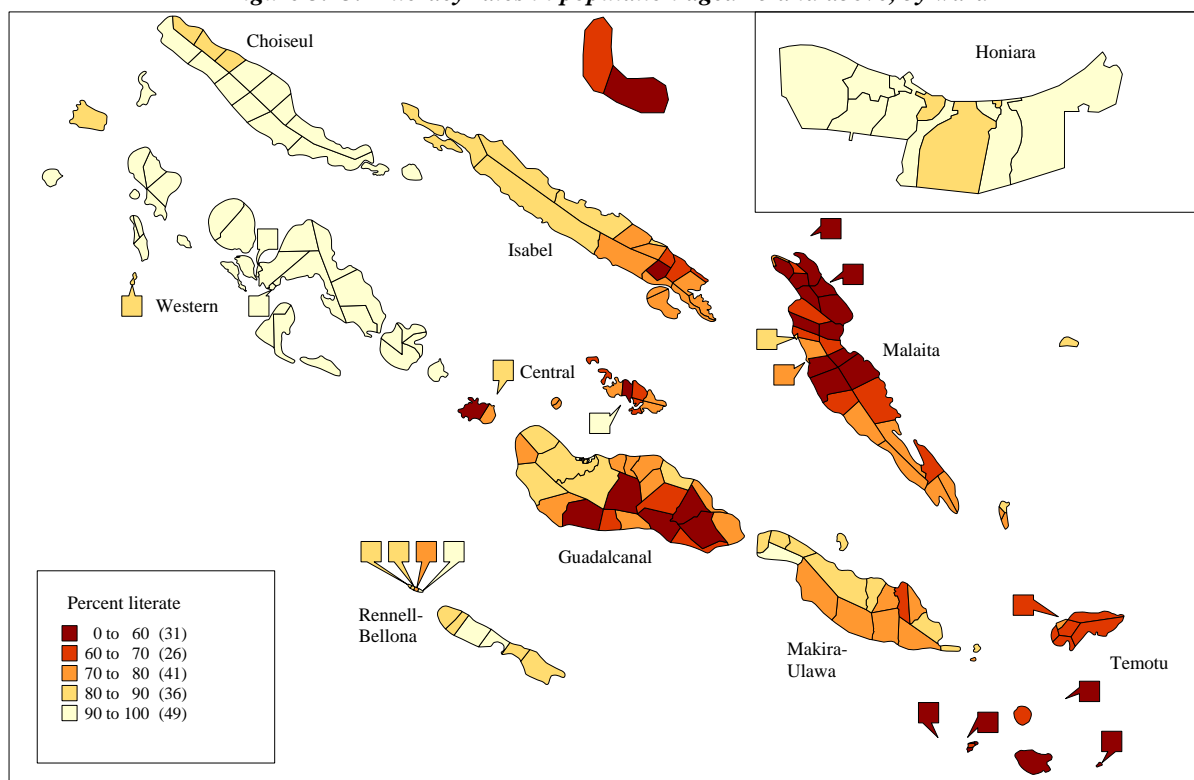 Choiseul
Honiara
Isabel
Western
Malaita
Central
Guadalcanal
Rennell-
Bellona
Makira-
Ulawa
Temotu
Percent literate
0 to 60 (31)
60 to 70 (26)
70 to 80 (41)
80 to 90 (36)
90 to 100 (49)